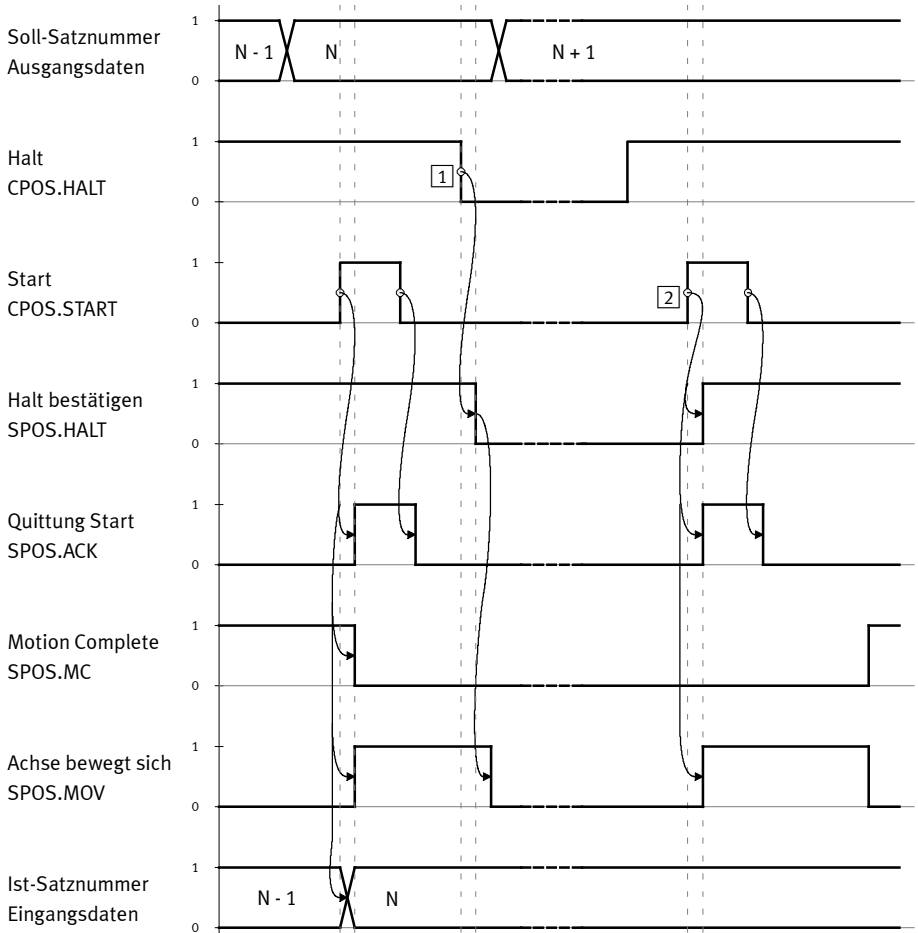 Soll-Satznummer
Ausgangsdaten
1
0
N - 1
N
N + 1
Halt
CPOS.HALT
1
0
1
Start
CPOS.START
1
0
2
Halt bestätigen
SPOS.HALT
1
0
Quittung Start
SPOS.ACK
1
0
Motion Complete
SPOS.MC
1
0
Achse bewegt sich
SPOS.MOV
1
0
Ist-Satznummer
Eingangsdaten
1
0
N - 1
N